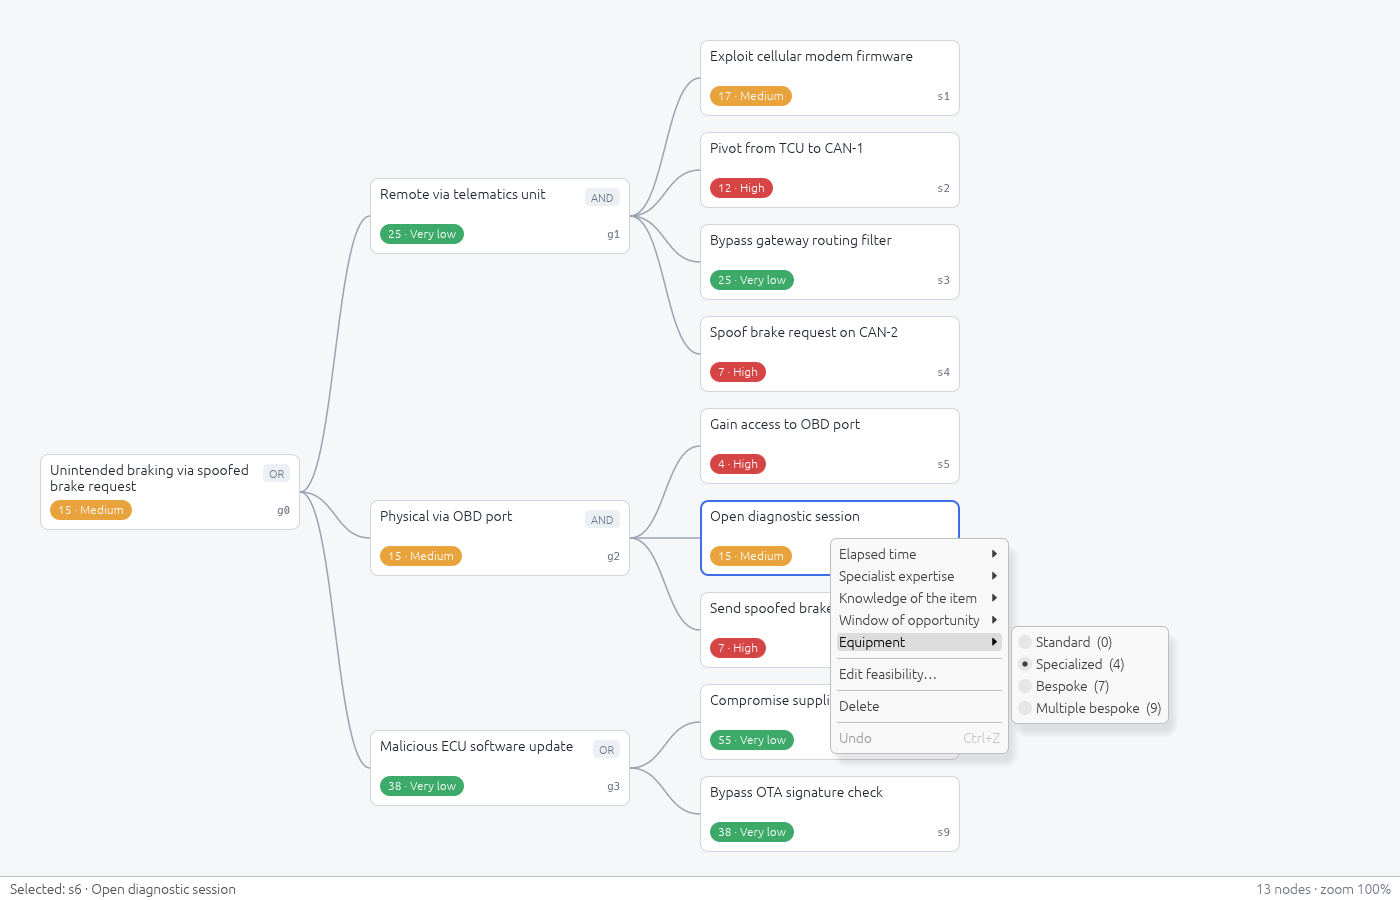 Exploit cellular modem firmware
17 · Medium
s1
Pivot from TCU to CAN-1
12 · High
s2
Remote via telematics unit
AND
25 · Very low
g1
Bypass gateway routing filter
25 · Very low
s3
Spoof brake request on CAN-2
7 · High
s4
Gain access to OBD port
4 · High
s5
Unintended braking via spoofed
brake request
OR
15 · Medium
g0
Physical via OBD port
AND
15 · Medium
g2
Open diagnostic session
15 · Medium
Send spoofed brake
7 · High
Compromise suppli
55 · Very low
Malicious ECU software update
OR
38 · Very low
g3
Bypass OTA signature check
38 · Very low
s9
Elapsed time
Specialist expertise
Knowledge of the item
Window of opportunity
Equipment
Edit feasibility…
Delete
Undo Ctrl+Z
Standard (0)
Specialized (4)
Bespoke (7)
Multiple bespoke (9)
Selected: s6 · Open diagnostic session
13 nodes · zoom 100%